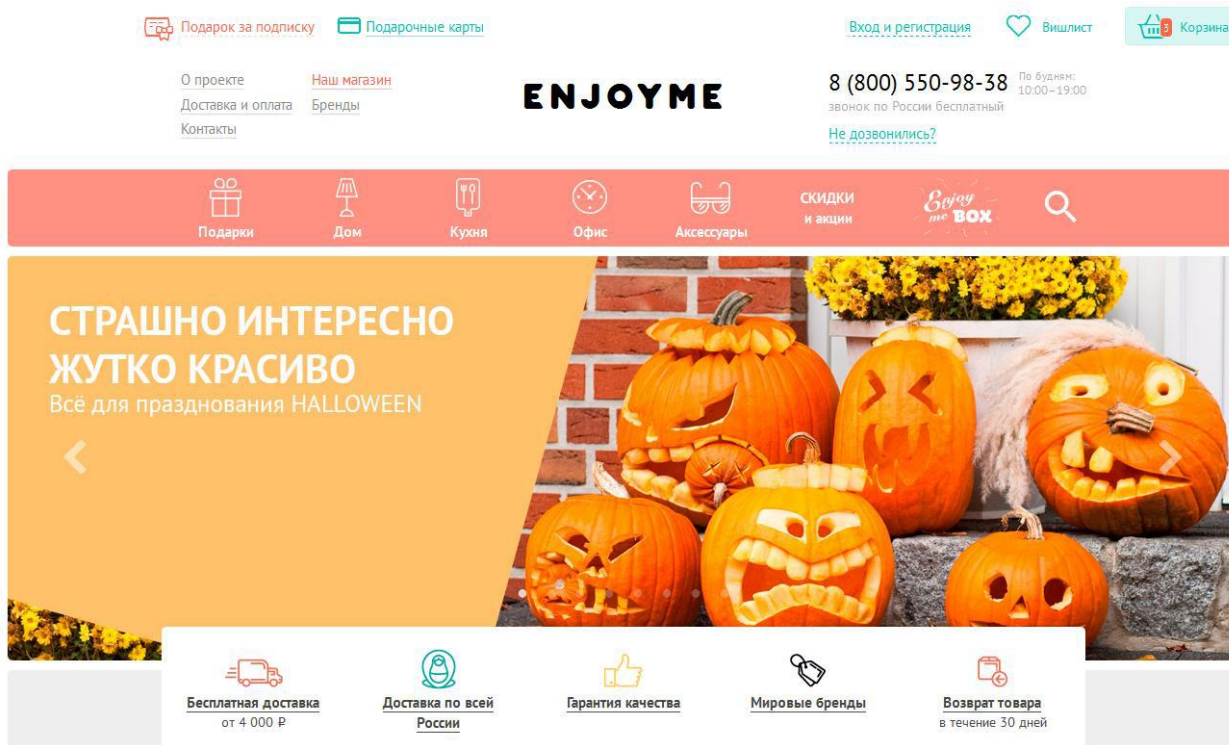 Подарок за подписку
Подарочные карты
Вход и регистрация
Вишлист
3
Корзина
О проекте
Наш магазин
Доставка и оплата
Бренды
Контакты
ENJOYME
8 (800) 550-98-38
По будням:
10:00–19:00
звонок по России бесплатный
Не дозвонились?
Подарки
Дом
Кухня
Офис
Аксессуары
СКИДКИ
и акции
Enjoy
me BOX
СТРАШНО ИНТЕРЕСНО
ЖУТКО КРАСИВО
Всё для празднования HALLOWEEN
Бесплатная доставка
от 4 000 ₽
Доставка по всей
России
Гарантия качества
Мировые бренды
Возврат товара
в течение 30 дней